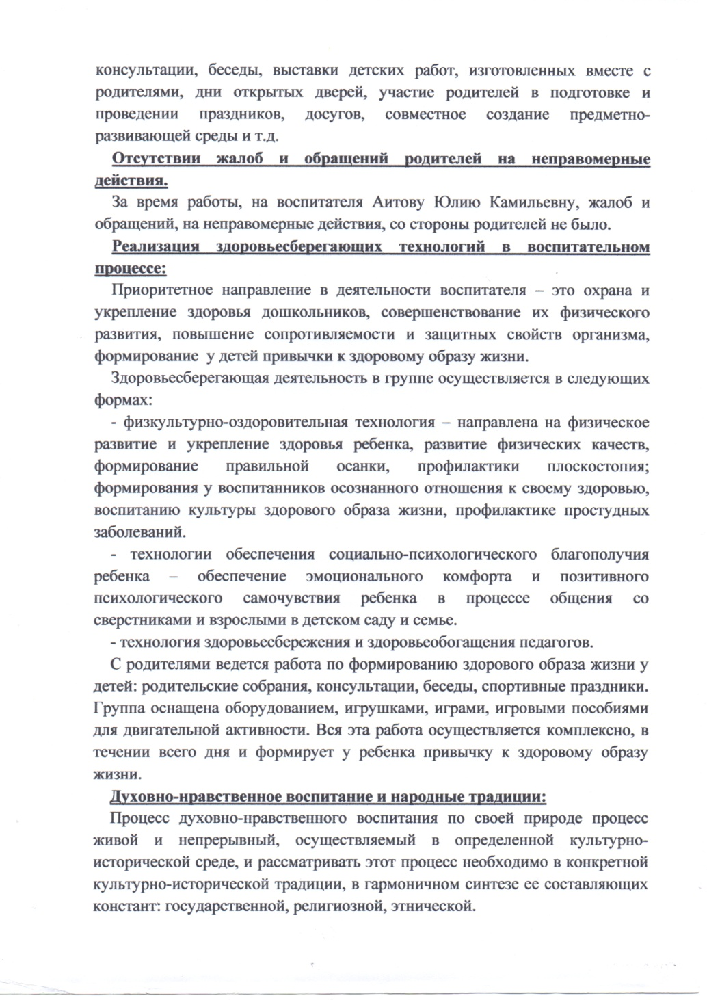 консультации, беседы, выставки детских работ, изготовленных вместе с
родителями, дни открытых дверей, участие родителей в подготовке и
проведении праздников, досугов, совместное создание предметно-
развивающей среды и т.д.
Отсутствии жалоб и обращений родителей на неправомерные
действия.
За время работы, на воспитателя Аитову Юлию Камильевну, жалоб и
обращений, на неправомерные действия, со стороны родителей не было.
Реализация здоровьесберегающих технологий в воспитательном
процессе:
Приоритетное направление в деятельности воспитателя – это охрана и
укрепление здоровья дошкольников, совершенствование их физического
развития, повышение сопротивляемости и защитных свойств организма,
формирование у детей привычки к здоровому образу жизни.
Здоровьесберегающая деятельность в группе осуществляется в следующих
формах:
- физкультурно-оздоровительная технология – направлена на физическое
развитие и укрепление здоровья ребенка, развитие физических качеств,
формирование правильной осанки, профилактики плоскостопия;
формирования у воспитанников осознанного отношения к своему здоровью,
воспитанию культуры здорового образа жизни, профилактике простудных
заболеваний.
- технологии обеспечения социально-психологического благополучия
ребенка – обеспечение эмоционального комфорта и позитивного
психологического самочувствия ребенка в процессе общения со
сверстниками и взрослыми в детском саду и семье.
- технология здоровьесбережения и здоровьеобогащения педагогов.
С родителями ведется работа по формированию здорового образа жизни у
детей: родительские собрания, консультации, беседы, спортивные праздники.
Группа оснащена оборудованием, игрушками, играми, игровыми пособиями
для двигательной активности. Вся эта работа осуществляется комплексно, в
течении всего дня и формирует у ребенка привычку к здоровому образу
жизни.
Духовно-нравственное воспитание и народные традиции:
Процесс духовно-нравственного воспитания по своей природе процесс
живой и непрерывный, осуществляемый в определенной культурно-
исторической среде, и рассматривать этот процесс необходимо в конкретной
культурно-исторической традиции, в гармоничном синтезе ее составляющих
констант: государственной, религиозной, этнической.